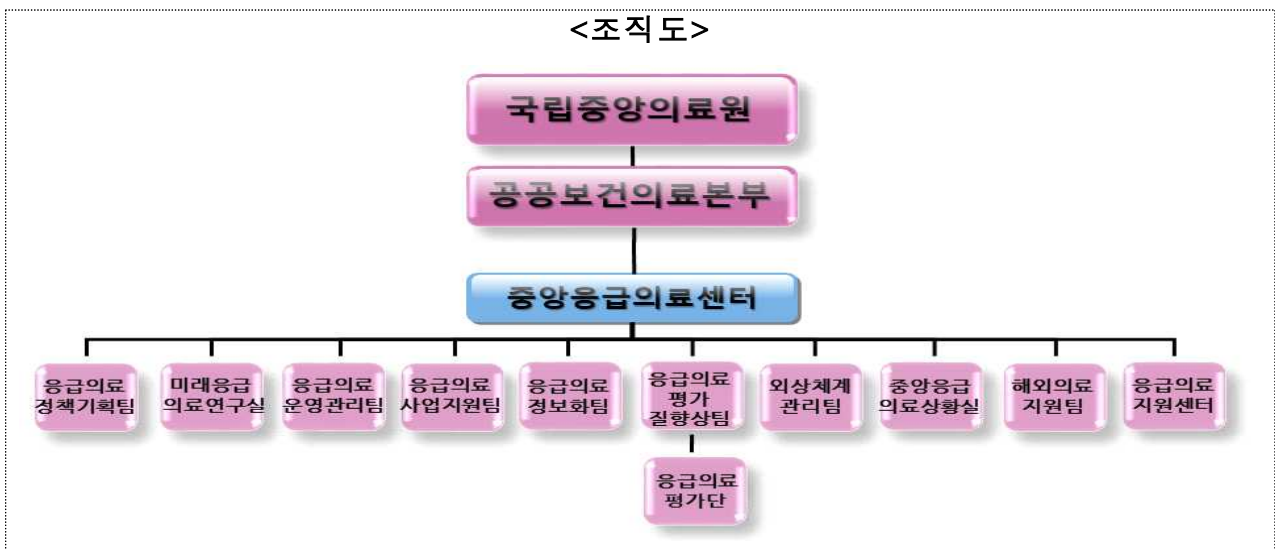 <조직도>
국립중앙의료원
공공보건의료본부
중앙응급의료센터
응급의료
정책기획팀
미래응급
의료연구실
응급의료
운영관리팀
응급의료
사업지원팀
응급의료
정보화팀
응급의료
평가
질향상팀
외상체계
관리팀
중앙응급
의료상황실
해외의료
지원팀
응급의료
지원센터
응급의료
평가단